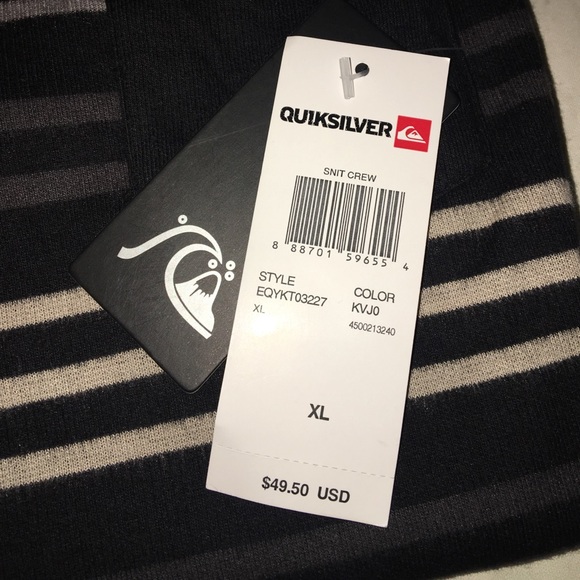 QUIKSILVER
SNIT CREW
8 88701 59655 4
STYLE
EQYKT03227
XL
COLOR
KVJ0
4500213240
XL
$49.50 USD